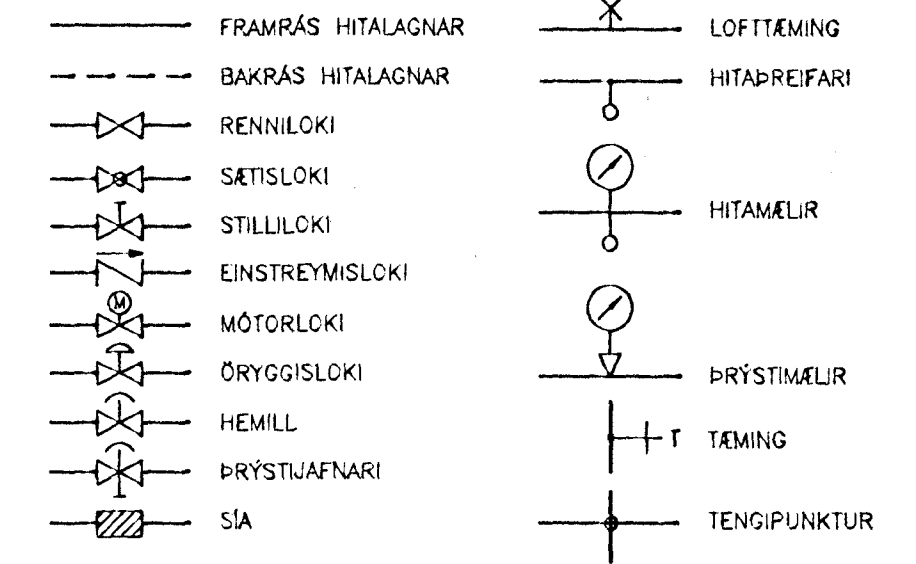 FRAMRÁS HITALAGNAR
BAKRÁS HITALAGNAR
RENNILOKI
SÆTISLOKI
STILLILOKI
EINSTREYMISLOKI
M
MÓTORLOKI
ÖRYGGISLOKI
HEMILL
ÞRÝSTIJAFNARI
SÍA
LOFTTÆMING
HITAÞREIFARI
HITAMÆLIR
ÞRÝSTIMÆLIR
T TÆMING
TENGIPUNKTUR